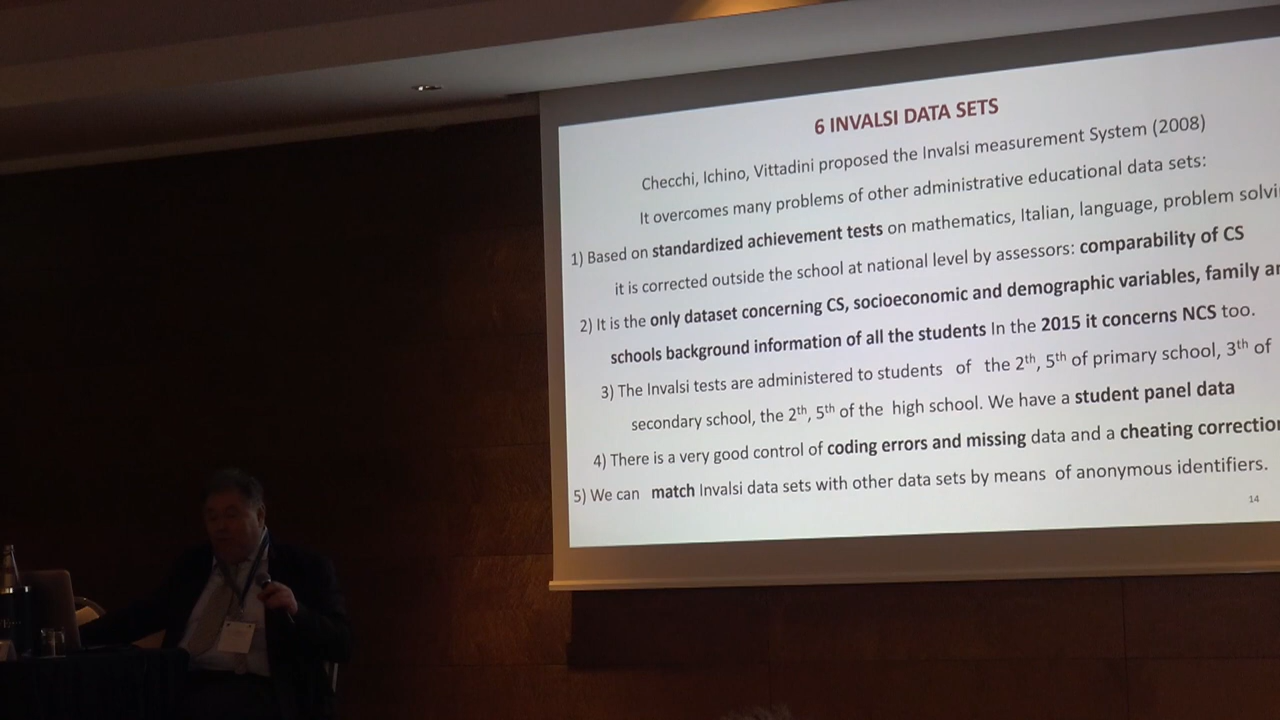 6 INVALSI DATA SETS
Checchi, Ichino, Vittadini proposed the Invalsi measurement System (2008)
It overcomes many problems of other administrative educational data sets:
1) Based on standardized achievement tests on mathematics, Italian, language, problem solvi
it is corrected outside the school at national level by assessors: comparability of CS
2) It is the only dataset concerning CS, socioeconomic and demographic variables, family an
schools background information of all the students In the 2015 it concerns NCS too.
3) The Invalsi tests are administered to students of the 2th, 5th of primary school, 3th of
secondary school, the 2th, 5th of the high school. We have a student panel data
4) There is a very good control of coding errors and missing data and a cheating correction
5) We can match Invalsi data sets with other data sets by means of anonymous identifiers.
14